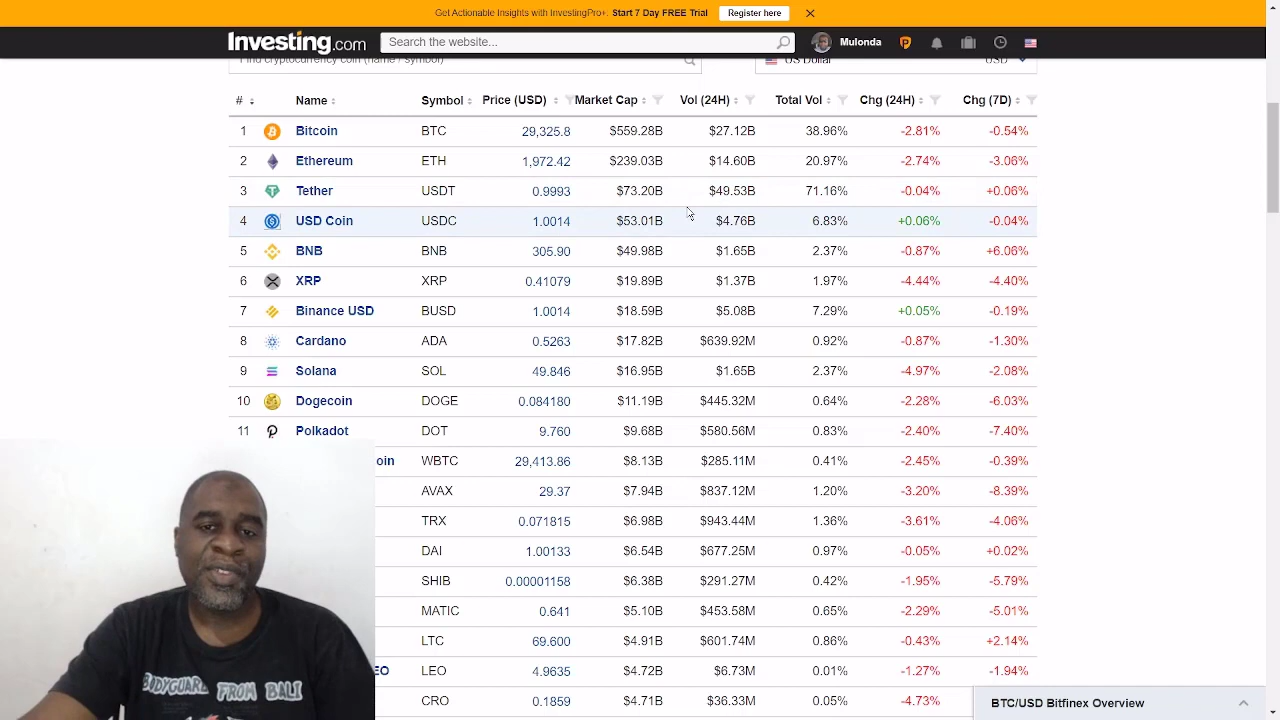 Get Actionable Insights with InvestingPro+. Start 7 Day FREE Trial Register here
Investing.com Search the website... Mulonda
Find cryptocurrency coin (name / symbol) US Dollar USD
# Name Symbol Price (USD) Market Cap Vol (24H) Total Vol Chg (24H) Chg (7D)
1 Bitcoin BTC 29,325.8 $559.28B $27.12B 38.96% -2.81% -0.54%
2 Ethereum ETH 1,972.42 $239.03B $14.60B 20.97% -2.74% -3.00%
3 Tether USDT 0.9993 $73.20B $49.53B 71.16% -0.04% +0.06%
4 USD Coin USDC 1.0014 $53.01B $4.76B 6.83% +0.06% -0.04%
5 BNB BNB 305.90 $49.98B $1.65B 2.37% -0.87% +6.06%
6 XRP XRP 0.41079 $19.89B $1.37B 1.97% -4.44% -4.40%
7 Binance USD BUSD 1.0014 $18.59B $5.08B 7.29% +0.05% -0.19%
8 Cardano ADA 0.5263 $17.82B $639.92M 0.92% -0.87% -1.30%
9 Solana SOL 49.846 $16.95B $1.65B 2.37% -4.97% -2.08%
10 Dogecoin DOGE 0.084180 $11.19B $445.32M 0.64% -2.28% -6.03%
11 Polkadot DOT 9.760 $9.68B $580.56M 0.83% -2.40% -7.40%
oin WBTC 29,413.86 $8.13B $285.11M 0.41% -2.45% -0.39%
AVAX 29.37 $7.94B $837.12M 1.20% -3.20% -8.39%
TRX 0.071815 $6.98B $943.44M 1.36% -3.61% -4.06%
DAI 1.00133 $6.54B $677.25M 0.97% -0.05% +0.02%
SHIB 0.00001158 $6.38B $291.27M 0.42% -1.95% -5.79%
MATIC 0.641 $5.10B $453.58M 0.65% -2.29% -5.01%
LTC 69.600 $4.91B $601.74M 0.86% -0.43% +2.14%
EO LEO 4.9635 $4.72B $6.73M 0.01% -1.27% -1.94%
CRO 0.1859 $4.71B $36.33M 0.05% -4.73%
BTC/USD Bitfinex Overview
BODYGUARD FROM BALI